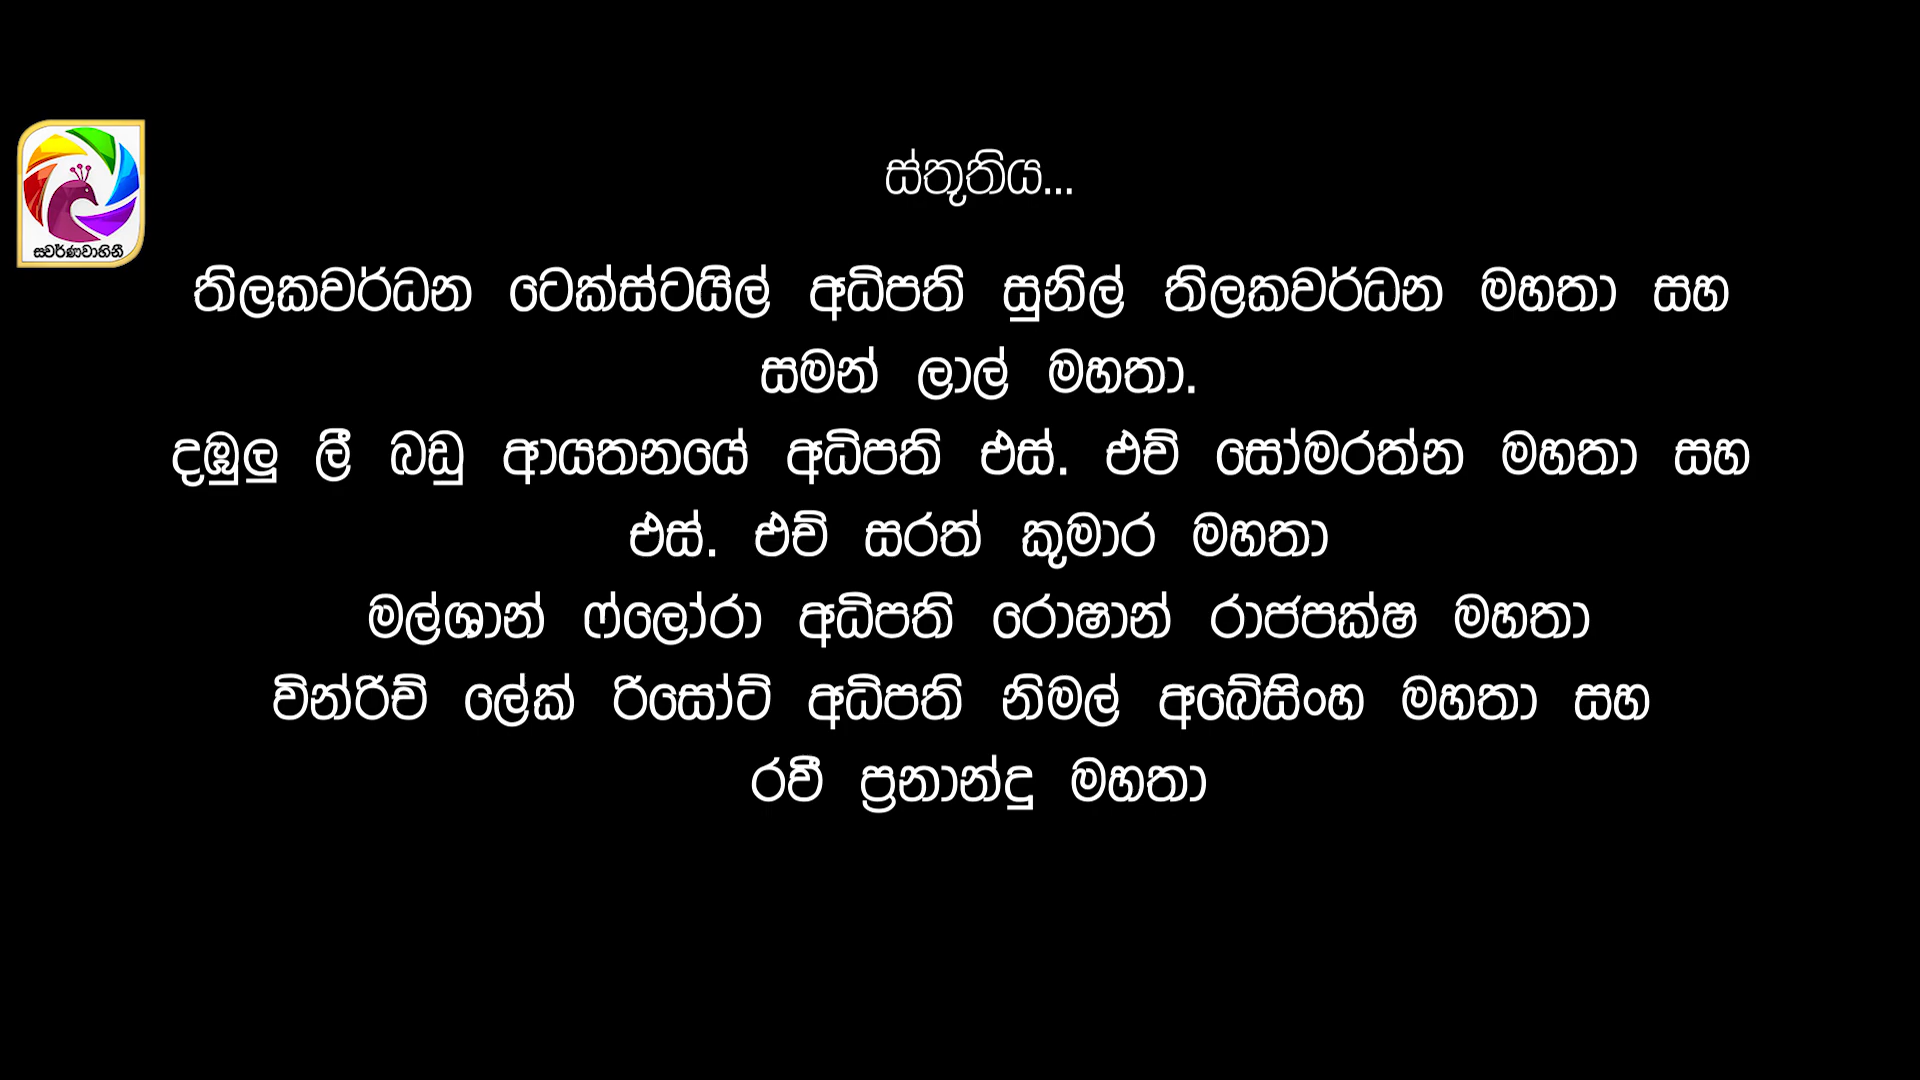 ස්තූතිය...
ස්වර්ණවාහිනී
තිලකවර්ධන ටෙක්ස්ටයිල් අධිපති සුනිල් තිලකවර්ධන මහතා සහ
සමන් ලාල් මහතා.
දඹුලු ලී බඩු ආයතනයේ අධිපති එස්. එච් සෝමරත්න මහතා සහ
එස්. එච් සරත් කුමාර මහතා
මල්ශාන් ෆ්ලෝරා අධිපති රොෂාන් රාජපක්ෂ මහතා
වින්රිච් ලේක් රිසෝට් අධිපති නිමල් අබේසිංහ මහතා සහ
රවී ප්‍රනාන්දු මහතා